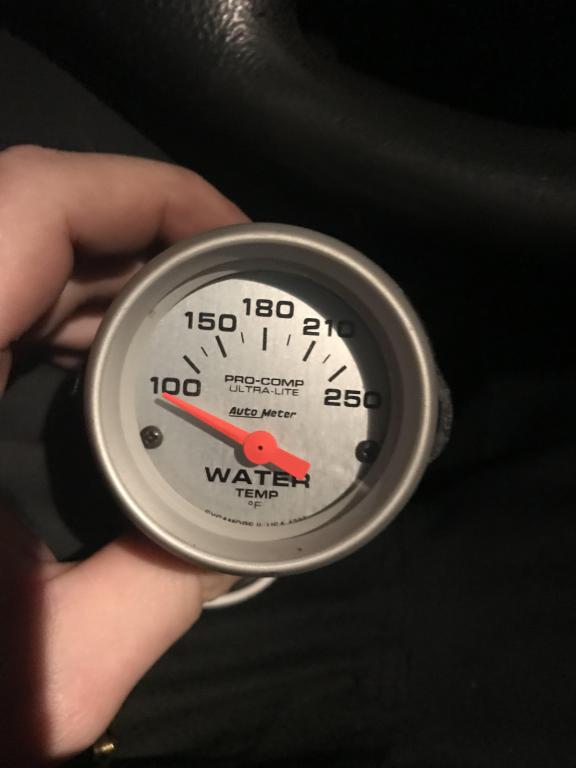 180
150 210
100 250
PRO-COMP
ULTRA-LITE
Auto Meter
WATER
TEMP
°F